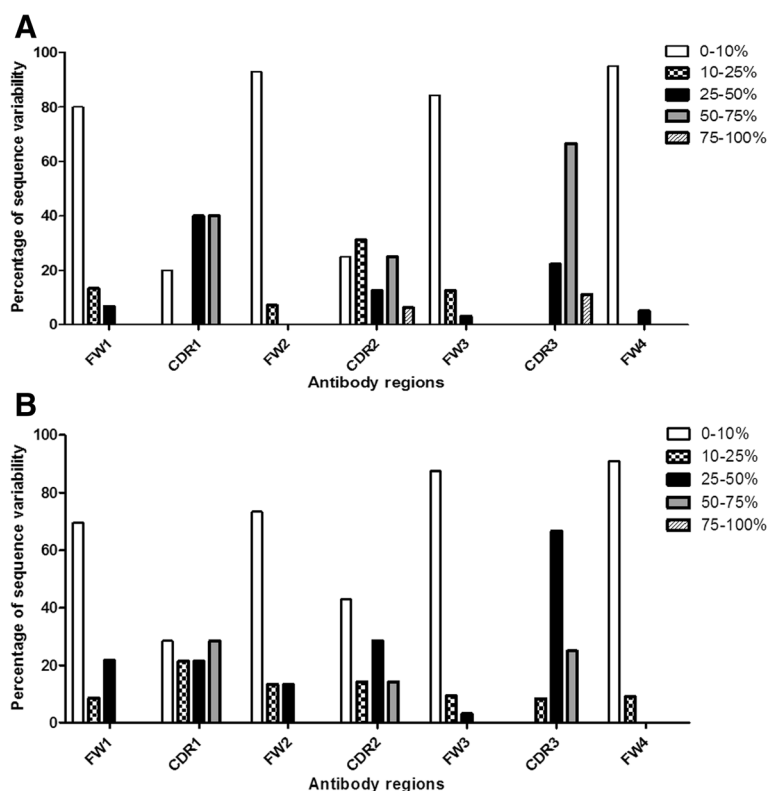 A
Percentage of sequence variability
100
80
60
40
20
0
FW1
CDR1
FW2
CDR2
FW3
CDR3
FW4
Antibody regions
0-10%
10-25%
25-50%
50-75%
75-100%
B
Percentage of sequence variability
100
80
60
40
20
0
FW1
CDR1
FW2
CDR2
FW3
CDR3
FW4
Antibody regions
0-10%
10-25%
25-50%
50-75%
75-100%